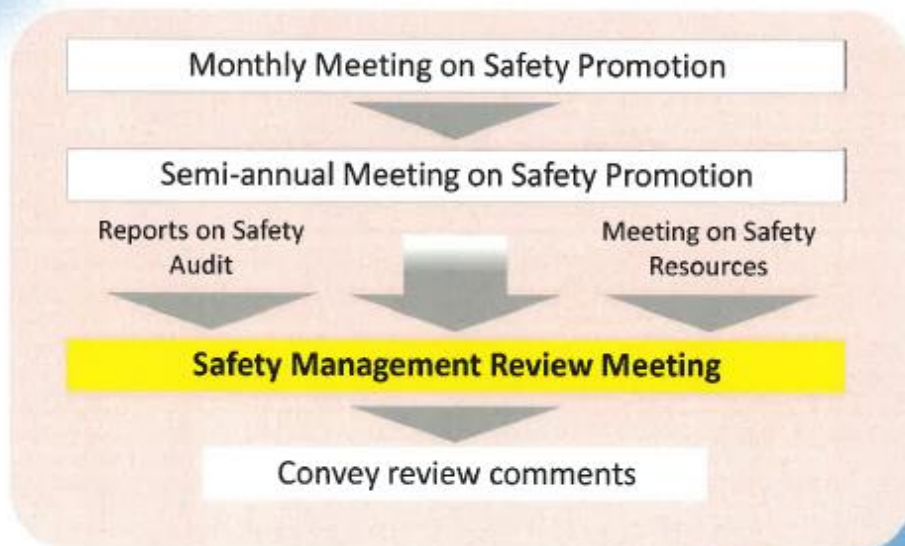 Monthly Meeting on Safety Promotion
Semi-annual Meeting on Safety Promotion
Reports on Safety
Audit
Meeting on Safety
Resources
Safety Management Review Meeting
Convey review comments